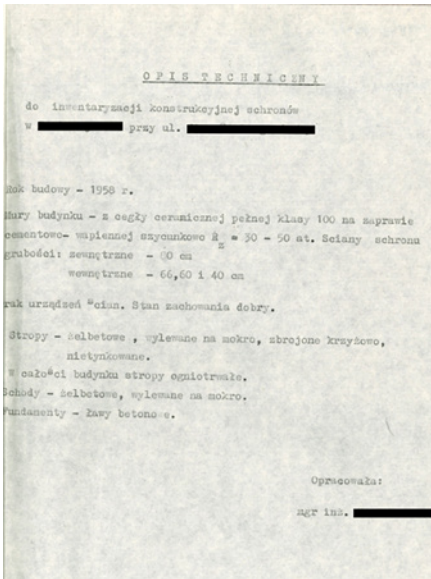 OPIS TECHNICZNY
do inwentaryzacji konstrukcyjnej schronów
w przy ul.
Rok budowy - 1958 r.
Mury budynku - z cegły ceramicznej pełnej klasy 100 na zaprawie
cementowo- wapiennej szycunkowo R = 30 - 50 at. Sciany schronu
grubości: zewnętrzne - 80 cm
wewnętrzne - 66,60 i 40 cm
rak urządzeń ścian. Stan zachowania dobry.
Stropy - żelbetowe , wylewane na mokro, zbrojone krzyżowo,
nietynkowane.
W całości budynku stropy ogniotrwałe.
Schody - żelbetowe, wylewane na mokro.
Fundamenty - ławy betonowe.
Opracowała:
mgr inż.